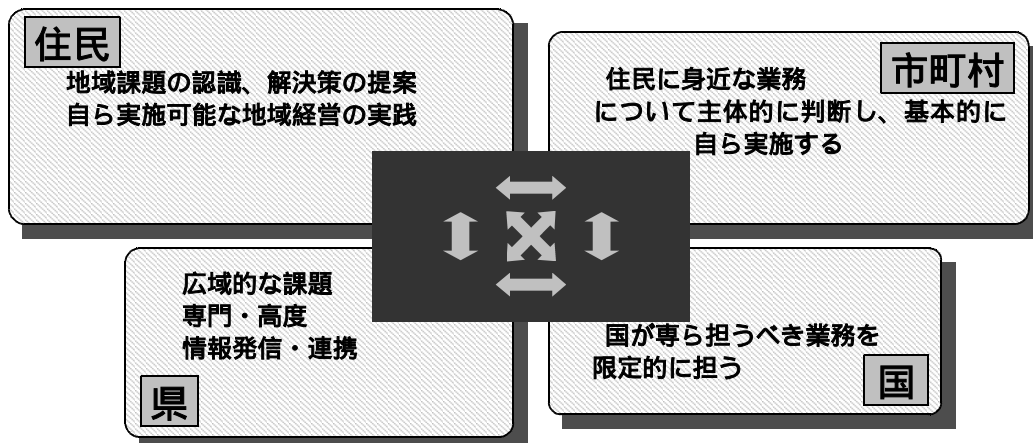 住民
地域課題の認識、解決策の提案
自ら実施可能な地域経営の実践
市町村
住民に身近な業務
について主体的に判断し、基本的に
自ら実施する
広域的な課題
専門・高度
情報発信・連携
県
国が専ら担うべき業務を
限定的に担う
国